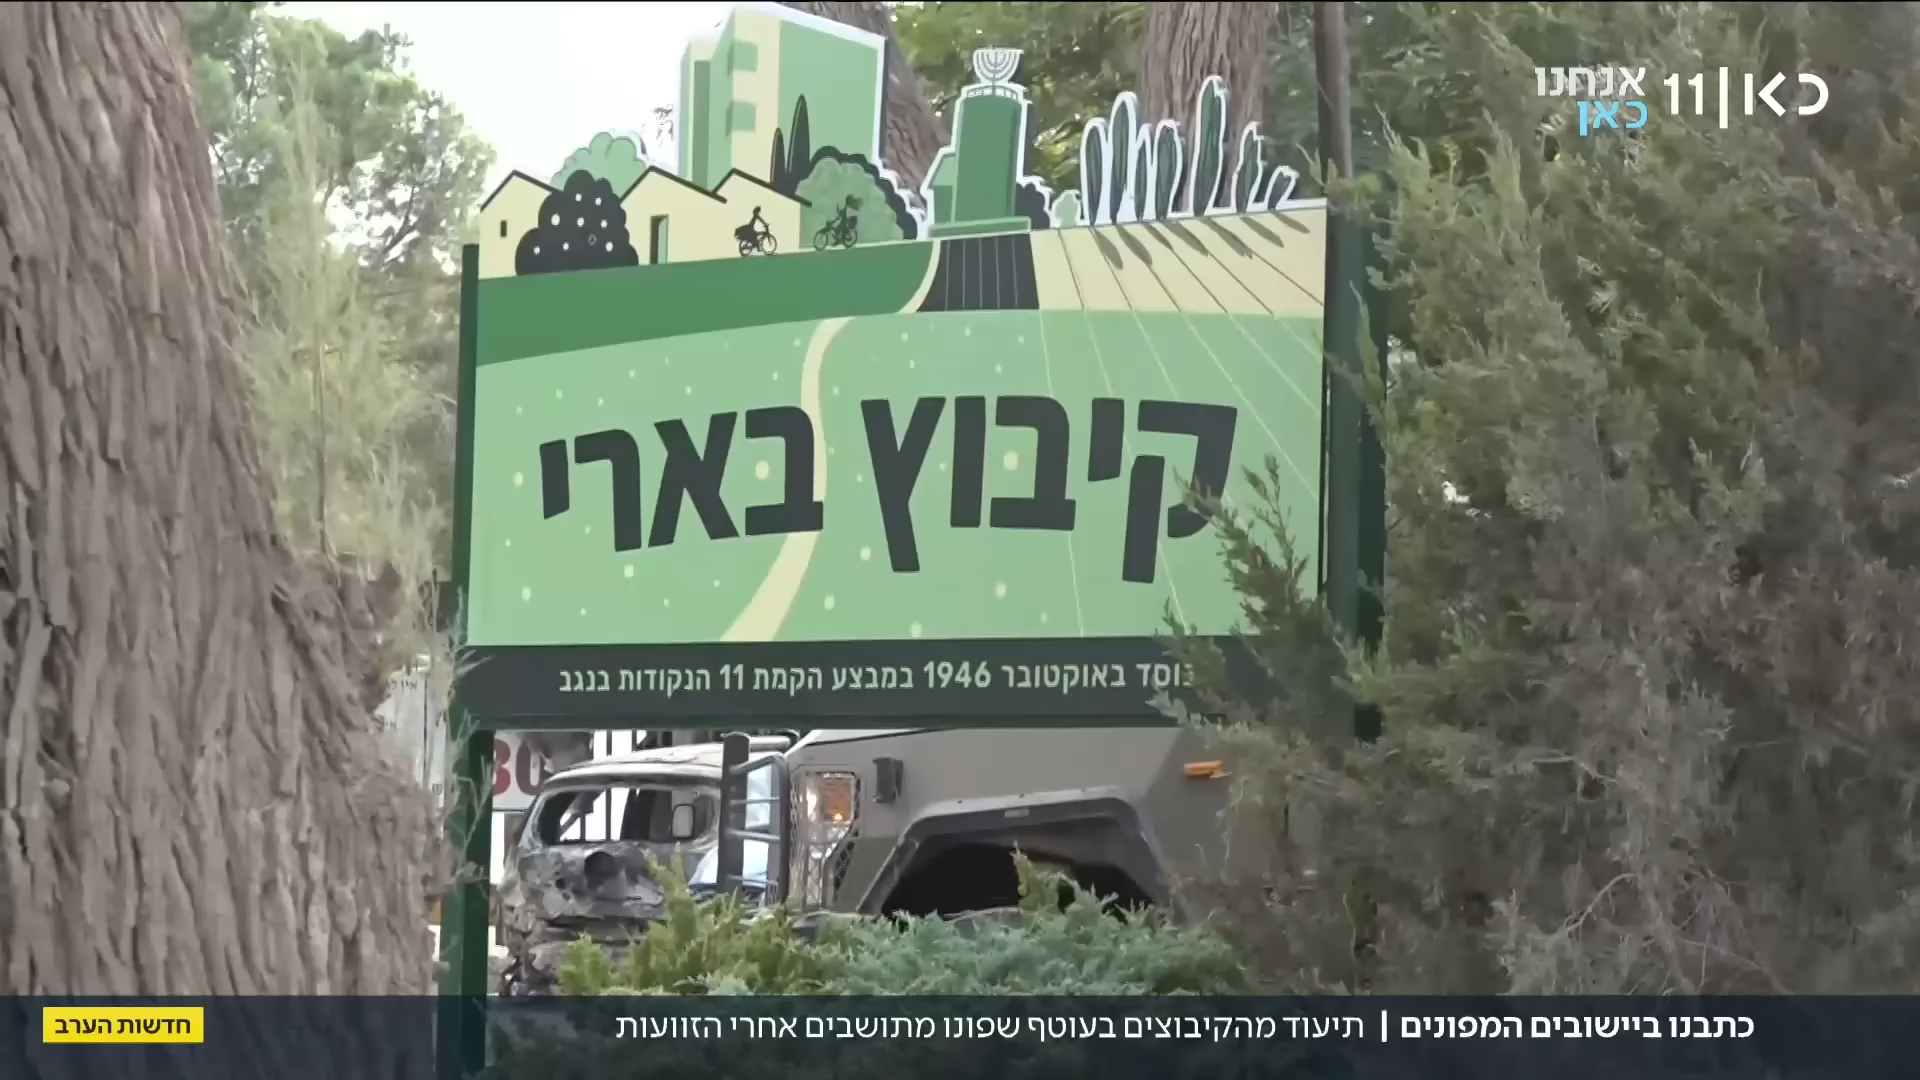 כאן|11
אנחנו
כאן
קיבוץ בארי
נוסד באוקטובר 1946 במבצע הקמת 11 הנקודות בנגב
30
כתבנו ביישובים המפונים | תיעוד מהקיבוצים בעוטף שפונו מתושבים אחרי הזוועות
חדשות הערב